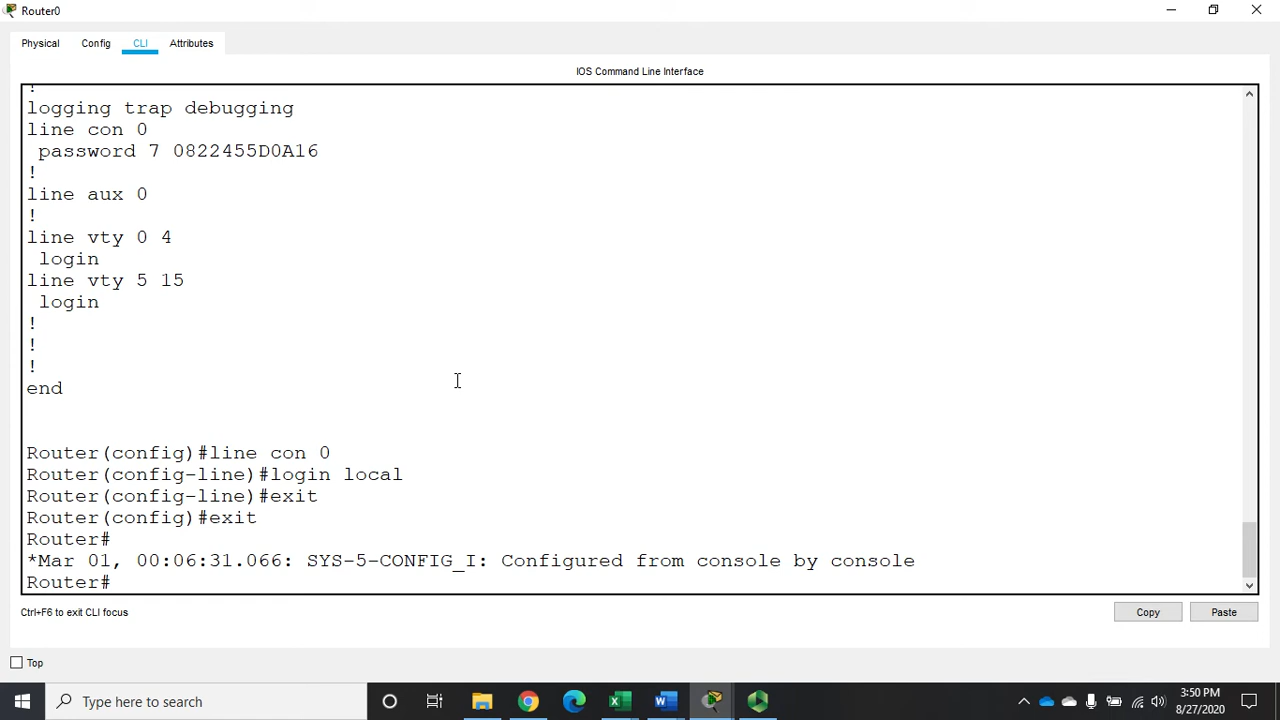 Router0
Physical Config CLI Attributes
IOS Command Line Interface
!
logging trap debugging
line con 0
password 7 0822455D0A16
!
line aux 0
!
line vty 0 4
login
line vty 5 15
login
!
!
!
end
Router(config)#line con 0
Router(config-line)#login local
Router(config-line)#exit
Router(config)#exit
Router#
*Mar 01, 00:06:31.066: SYS-5-CONFIG_I: Configured from console by console
Router#
Ctrl+F6 to exit CLI focus
Copy Paste
Top
Type here to search
3:50 PM
8/27/2020